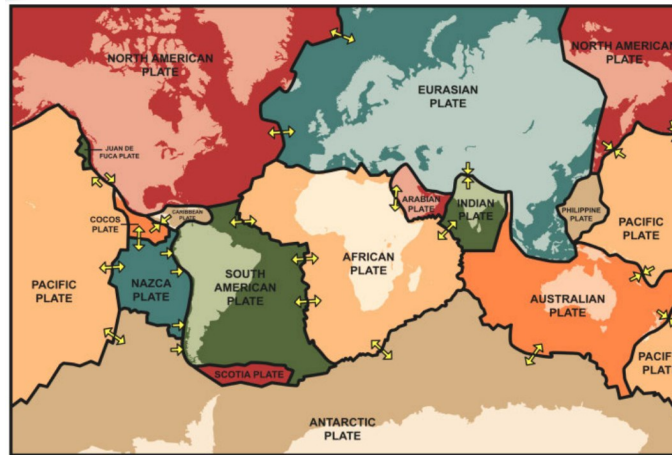 NORTH AMERICAN
PLATE
EURASIAN
PLATE
NORTH AMERICAN
PLATE
JUAN DE
FUCA PLATE
CARIBBEAN
PLATE
COCOS
PLATE
ARABIAN
PLATE
INDIAN
PLATE
PHILIPPINE
PLATE
PACIFIC
PLATE
PACIFIC
PLATE
NAZCA
PLATE
SOUTH
AMERICAN
PLATE
AFRICAN
PLATE
AUSTRALIAN
PLATE
PACIFI
PLAT
SCOTIA PLATE
ANTARCTIC
PLATE